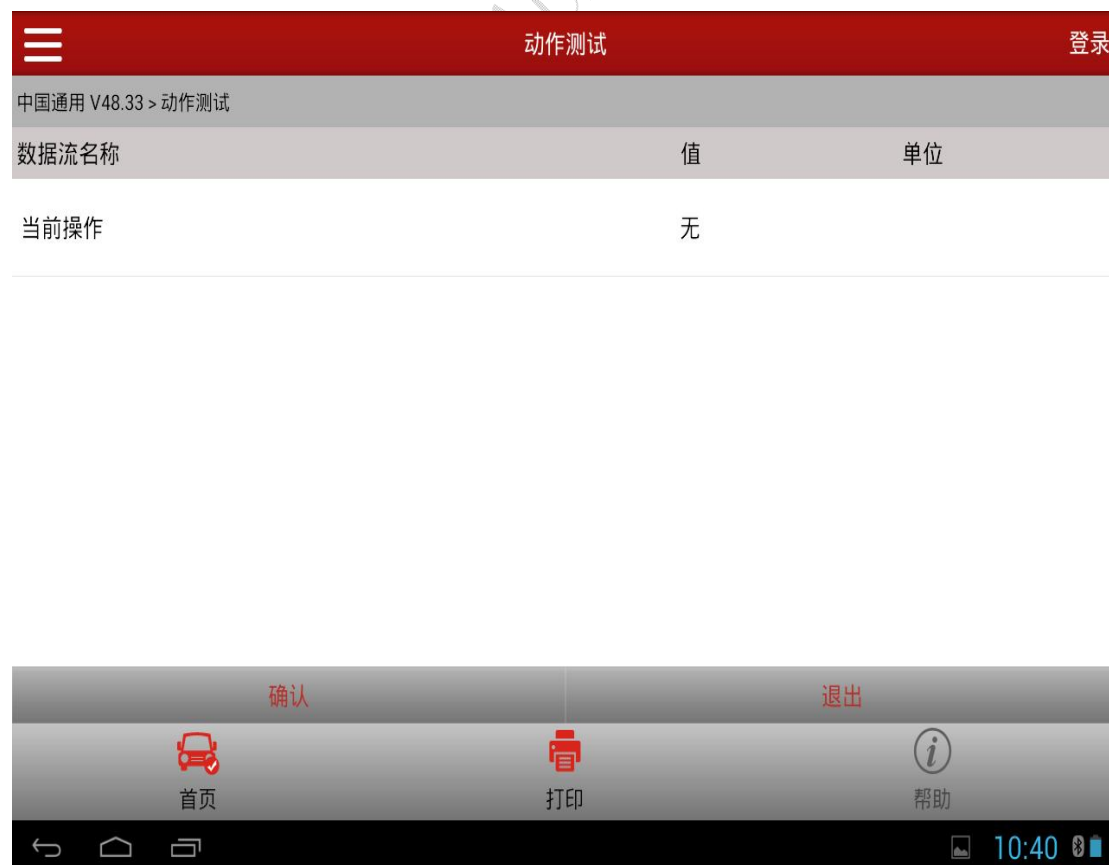 动作测试
登录
中国通用 V48.33 > 动作测试
数据流名称 值 单位
当前操作 无
确认 退出
首页 打印 帮助
10:40